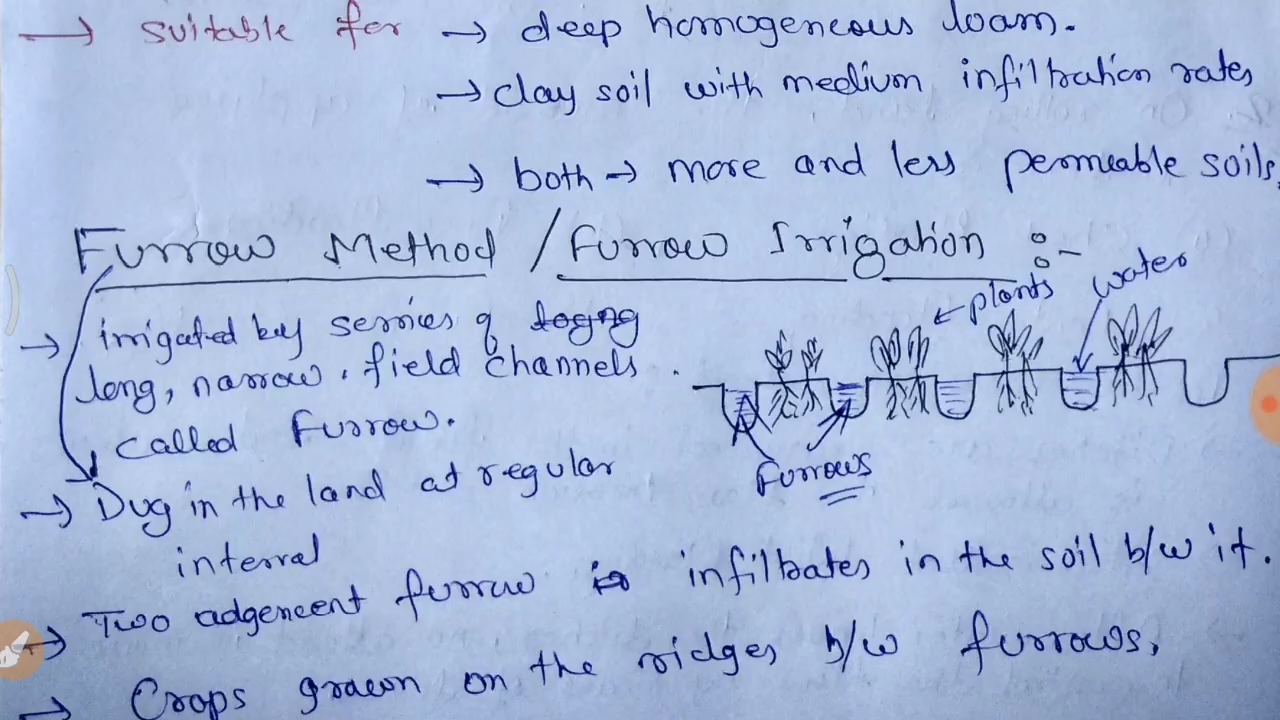 → suitable for → deep homogeneous loam.
→ clay soil with medium infiltration rates
→ both → more and less permeable soils.
Furrow Method / Furrow Irrigation :-
→ irrigated by servies of
long, narrow, field channels.
called Furrow.
plants
water
Furrows
→ Dug in the land at regular
interval
→ Two adgencent furrow infiltrates in the soil b/w it.
→ Crops grown on the ridges b/w furrows.